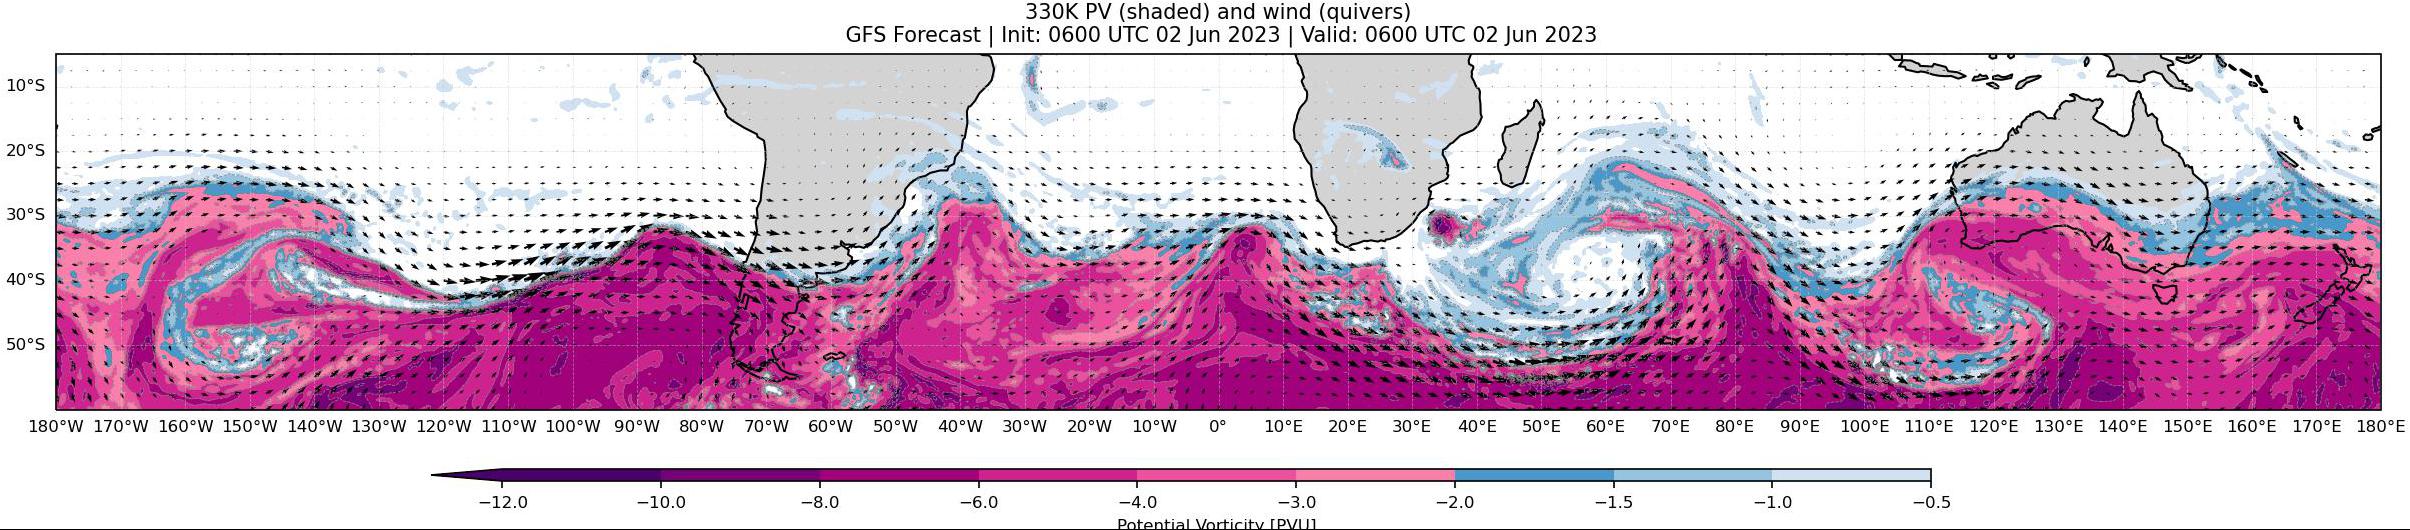 330K PV (shaded) and wind (quivers)
GFS Forecast | Init: 0600 UTC 02 Jun 2023 | Valid: 0600 UTC 02 Jun 2023
10°S
20°S
30°S
40°S
50°S
180°W 170°W 160°W 150°W 140°W 130°W 120°W 110°W 100°W 90°W 80°W 70°W 60°W 50°W 40°W 30°W 20°W 10°W 0° 10°E 20°E 30°E 40°E 50°E 60°E 70°E 80°E 90°E 100°E 110°E 120°E 130°E 140°E 150°E 160°E 170°E 180°E
−12.0 −10.0 −8.0 −6.0 −4.0 −3.0 −2.0 −1.5 −1.0 −0.5
Potential Vorticity [PVU]